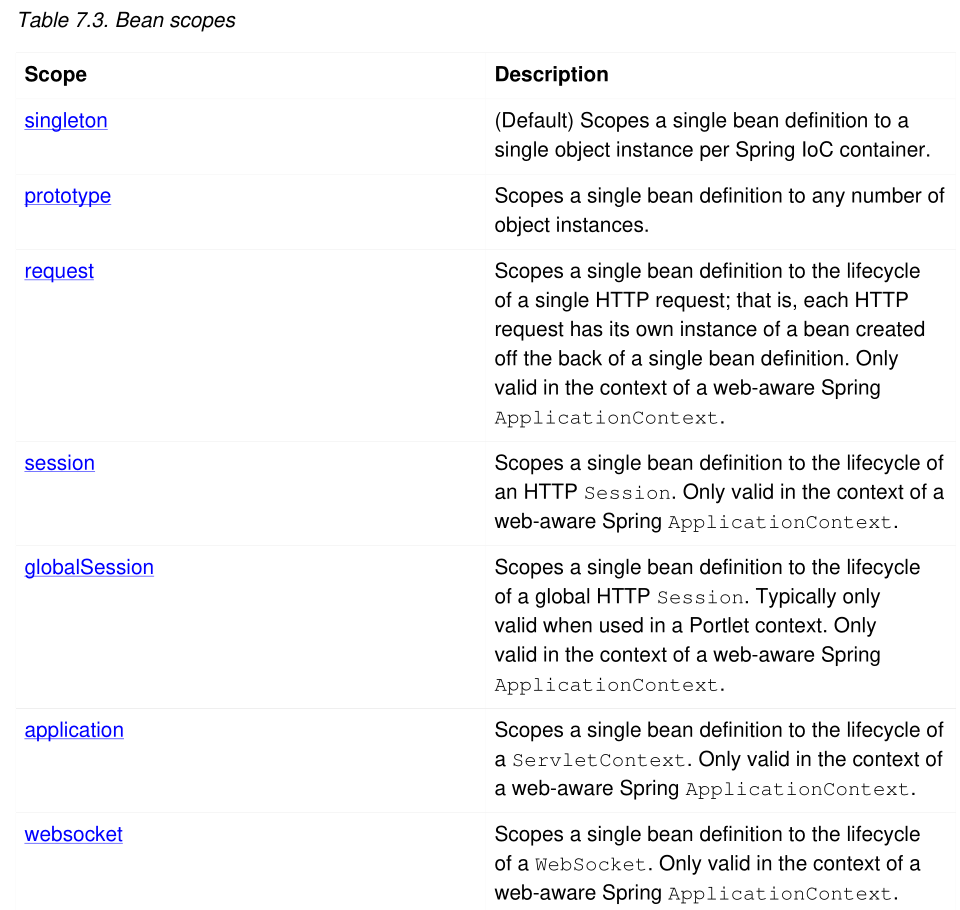 Table 7.3. Bean scopes
Scope Description
singleton (Default) Scopes a single bean definition to a
single object instance per Spring IoC container.
prototype Scopes a single bean definition to any number of
object instances.
request Scopes a single bean definition to the lifecycle
of a single HTTP request; that is, each HTTP
request has its own instance of a bean created
off the back of a single bean definition. Only
valid in the context of a web-aware Spring
ApplicationContext.
session Scopes a single bean definition to the lifecycle of
an HTTP Session. Only valid in the context of a
web-aware Spring ApplicationContext.
globalSession Scopes a single bean definition to the lifecycle
of a global HTTP Session. Typically only
valid when used in a Portlet context. Only
valid in the context of a web-aware Spring
ApplicationContext.
application Scopes a single bean definition to the lifecycle of
a ServletContext. Only valid in the context of
a web-aware Spring ApplicationContext.
websocket Scopes a single bean definition to the lifecycle
of a WebSocket. Only valid in the context of a
web-aware Spring ApplicationContext.